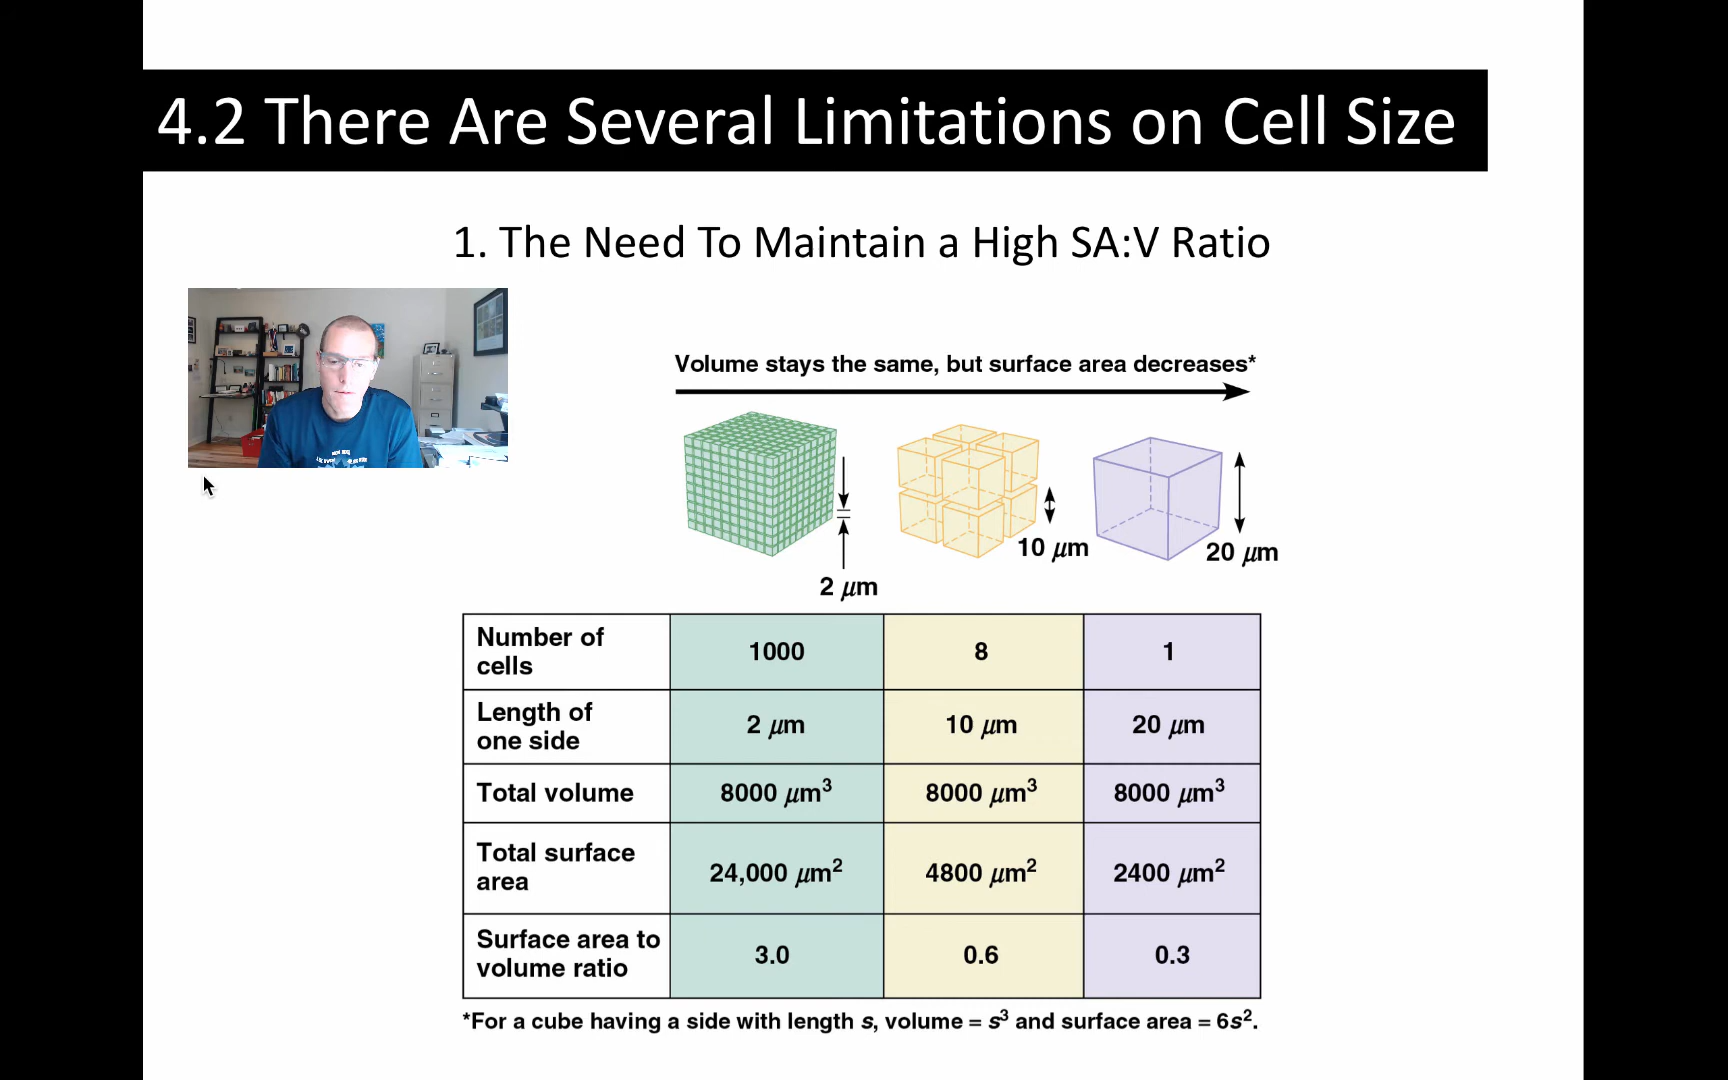 4.2 There Are Several Limitations on Cell Size
1. The Need To Maintain a High SA:V Ratio
Volume stays the same, but surface area decreases*
2 μm
10 μm
20 μm
Number of cells 1000 8 1
Length of one side 2 μm 10 μm 20 μm
Total volume 8000 μm³ 8000 μm³ 8000 μm³
Total surface area 24,000 μm² 4800 μm² 2400 μm²
Surface area to volume ratio 3.0 0.6 0.3
*For a cube having a side with length s, volume = s³ and surface area = 6s².